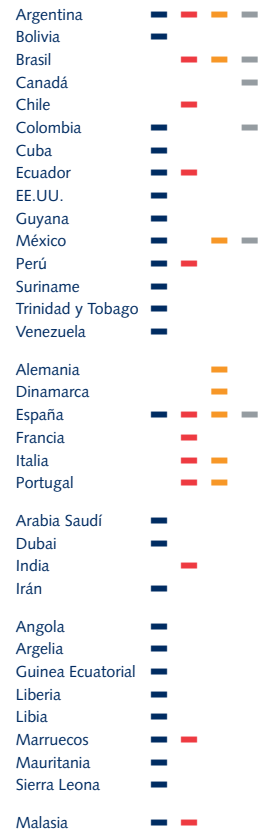 Argentina
Bolivia
Brasil
Canadá
Chile
Colombia
Cuba
Ecuador
EE.UU.
Guyana
México
Perú
Suriname
Trinidad y Tobago
Venezuela
Alemania
Dinamarca
España
Francia
Italia
Portugal
Arabia Saudí
Dubai
India
Irán
Angola
Argelia
Guinea Ecuatorial
Liberia
Libia
Marruecos
Mauritania
Sierra Leona
Malasia